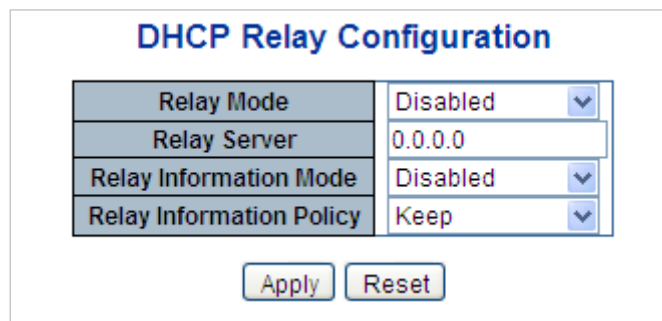 DHCP Relay Configuration
Relay Mode Disabled
Relay Server 0.0.0.0
Relay Information Mode Disabled
Relay Information Policy Keep
Apply Reset